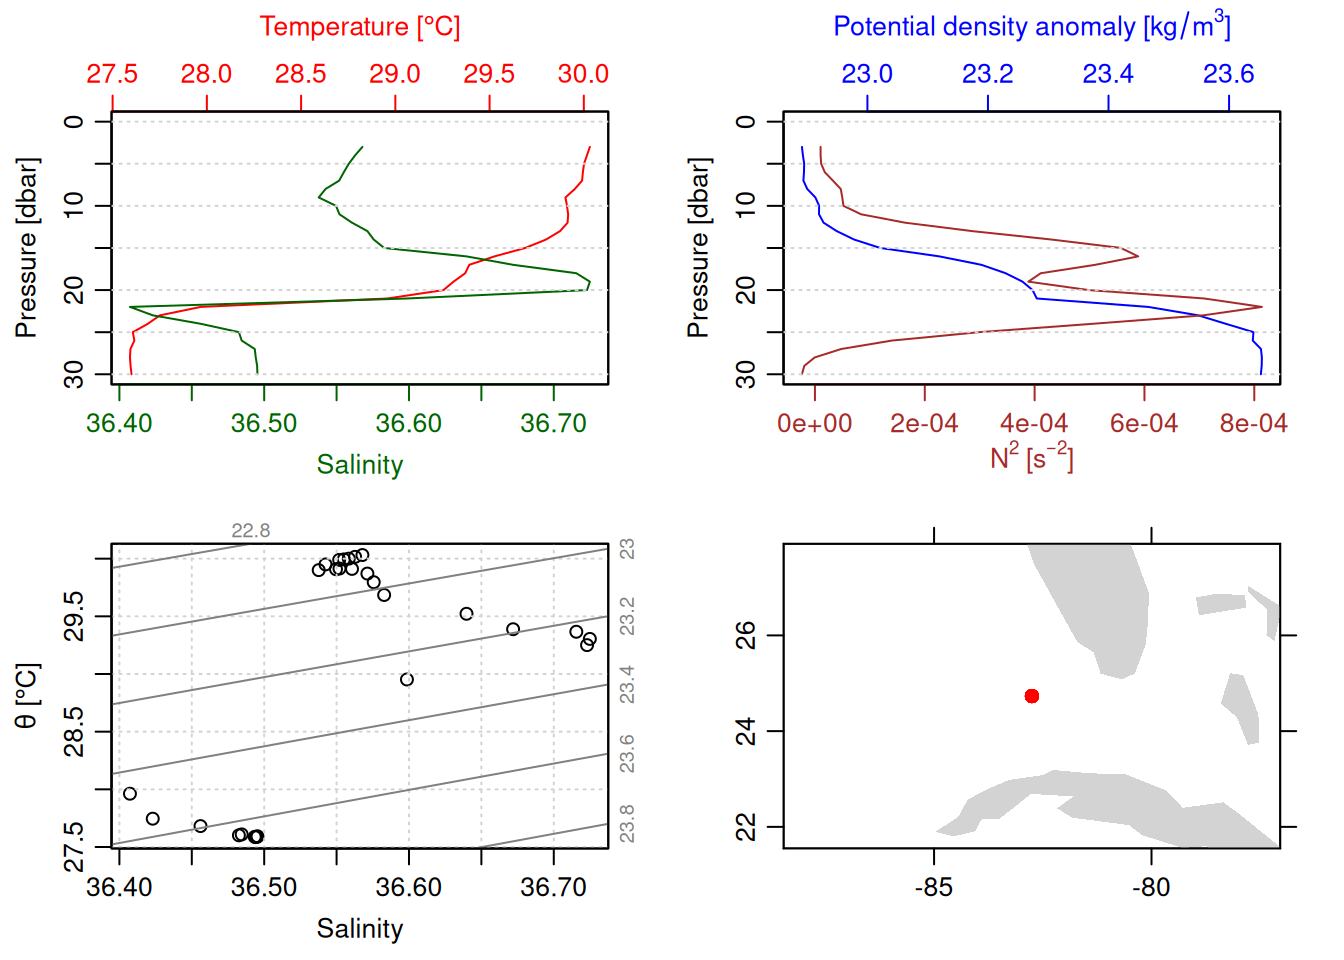 Temperature [°C]
27.5 28.0 28.5 29.0 29.5 30.0
Pressure [dbar]
0
10
20
30
36.40 36.50 36.60 36.70
Salinity
Potential density anomaly [kg/m³]
23.0 23.2 23.4 23.6
Pressure [dbar]
0
10
20
30
0e+00 2e-04 4e-04 6e-04 8e-04
N² [s⁻²]
22.8
23
23.2
23.4
23.6
23.8
θ [°C]
29.5
28.5
27.5
36.40 36.50 36.60 36.70
Salinity
26
24
22
-85 -80